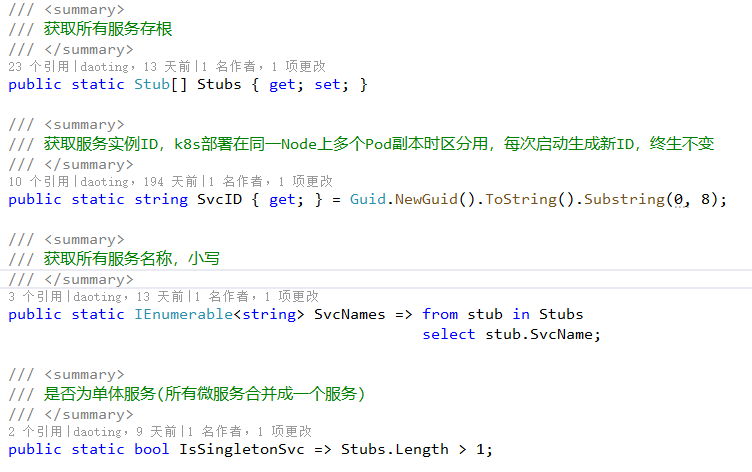 /// <summary>
/// 获取所有服务存根
/// </summary>
23 个引用|daoting，13 天前|1 名作者，1 项更改
public static Stub[] Stubs { get; set; }
/// <summary>
/// 获取服务实例ID，k8s部署在同一Node上多个Pod副本时区分用，每次启动生成新ID，终生不变
/// </summary>
10 个引用|daoting，194 天前|1 名作者，1 项更改
public static string SvcID { get; } = Guid.NewGuid().ToString().Substring(0, 8);
/// <summary>
/// 获取所有服务名称，小写
/// </summary>
3 个引用|daoting，13 天前|1 名作者，1 项更改
public static IEnumerable<string> SvcNames => from stub in Stubs
select stub.SvcName;
/// <summary>
/// 是否为单体服务(所有微服务合并成一个服务)
/// </summary>
2 个引用|daoting，9 天前|1 名作者，1 项更改
public static bool IsSingletonSvc => Stubs.Length > 1;